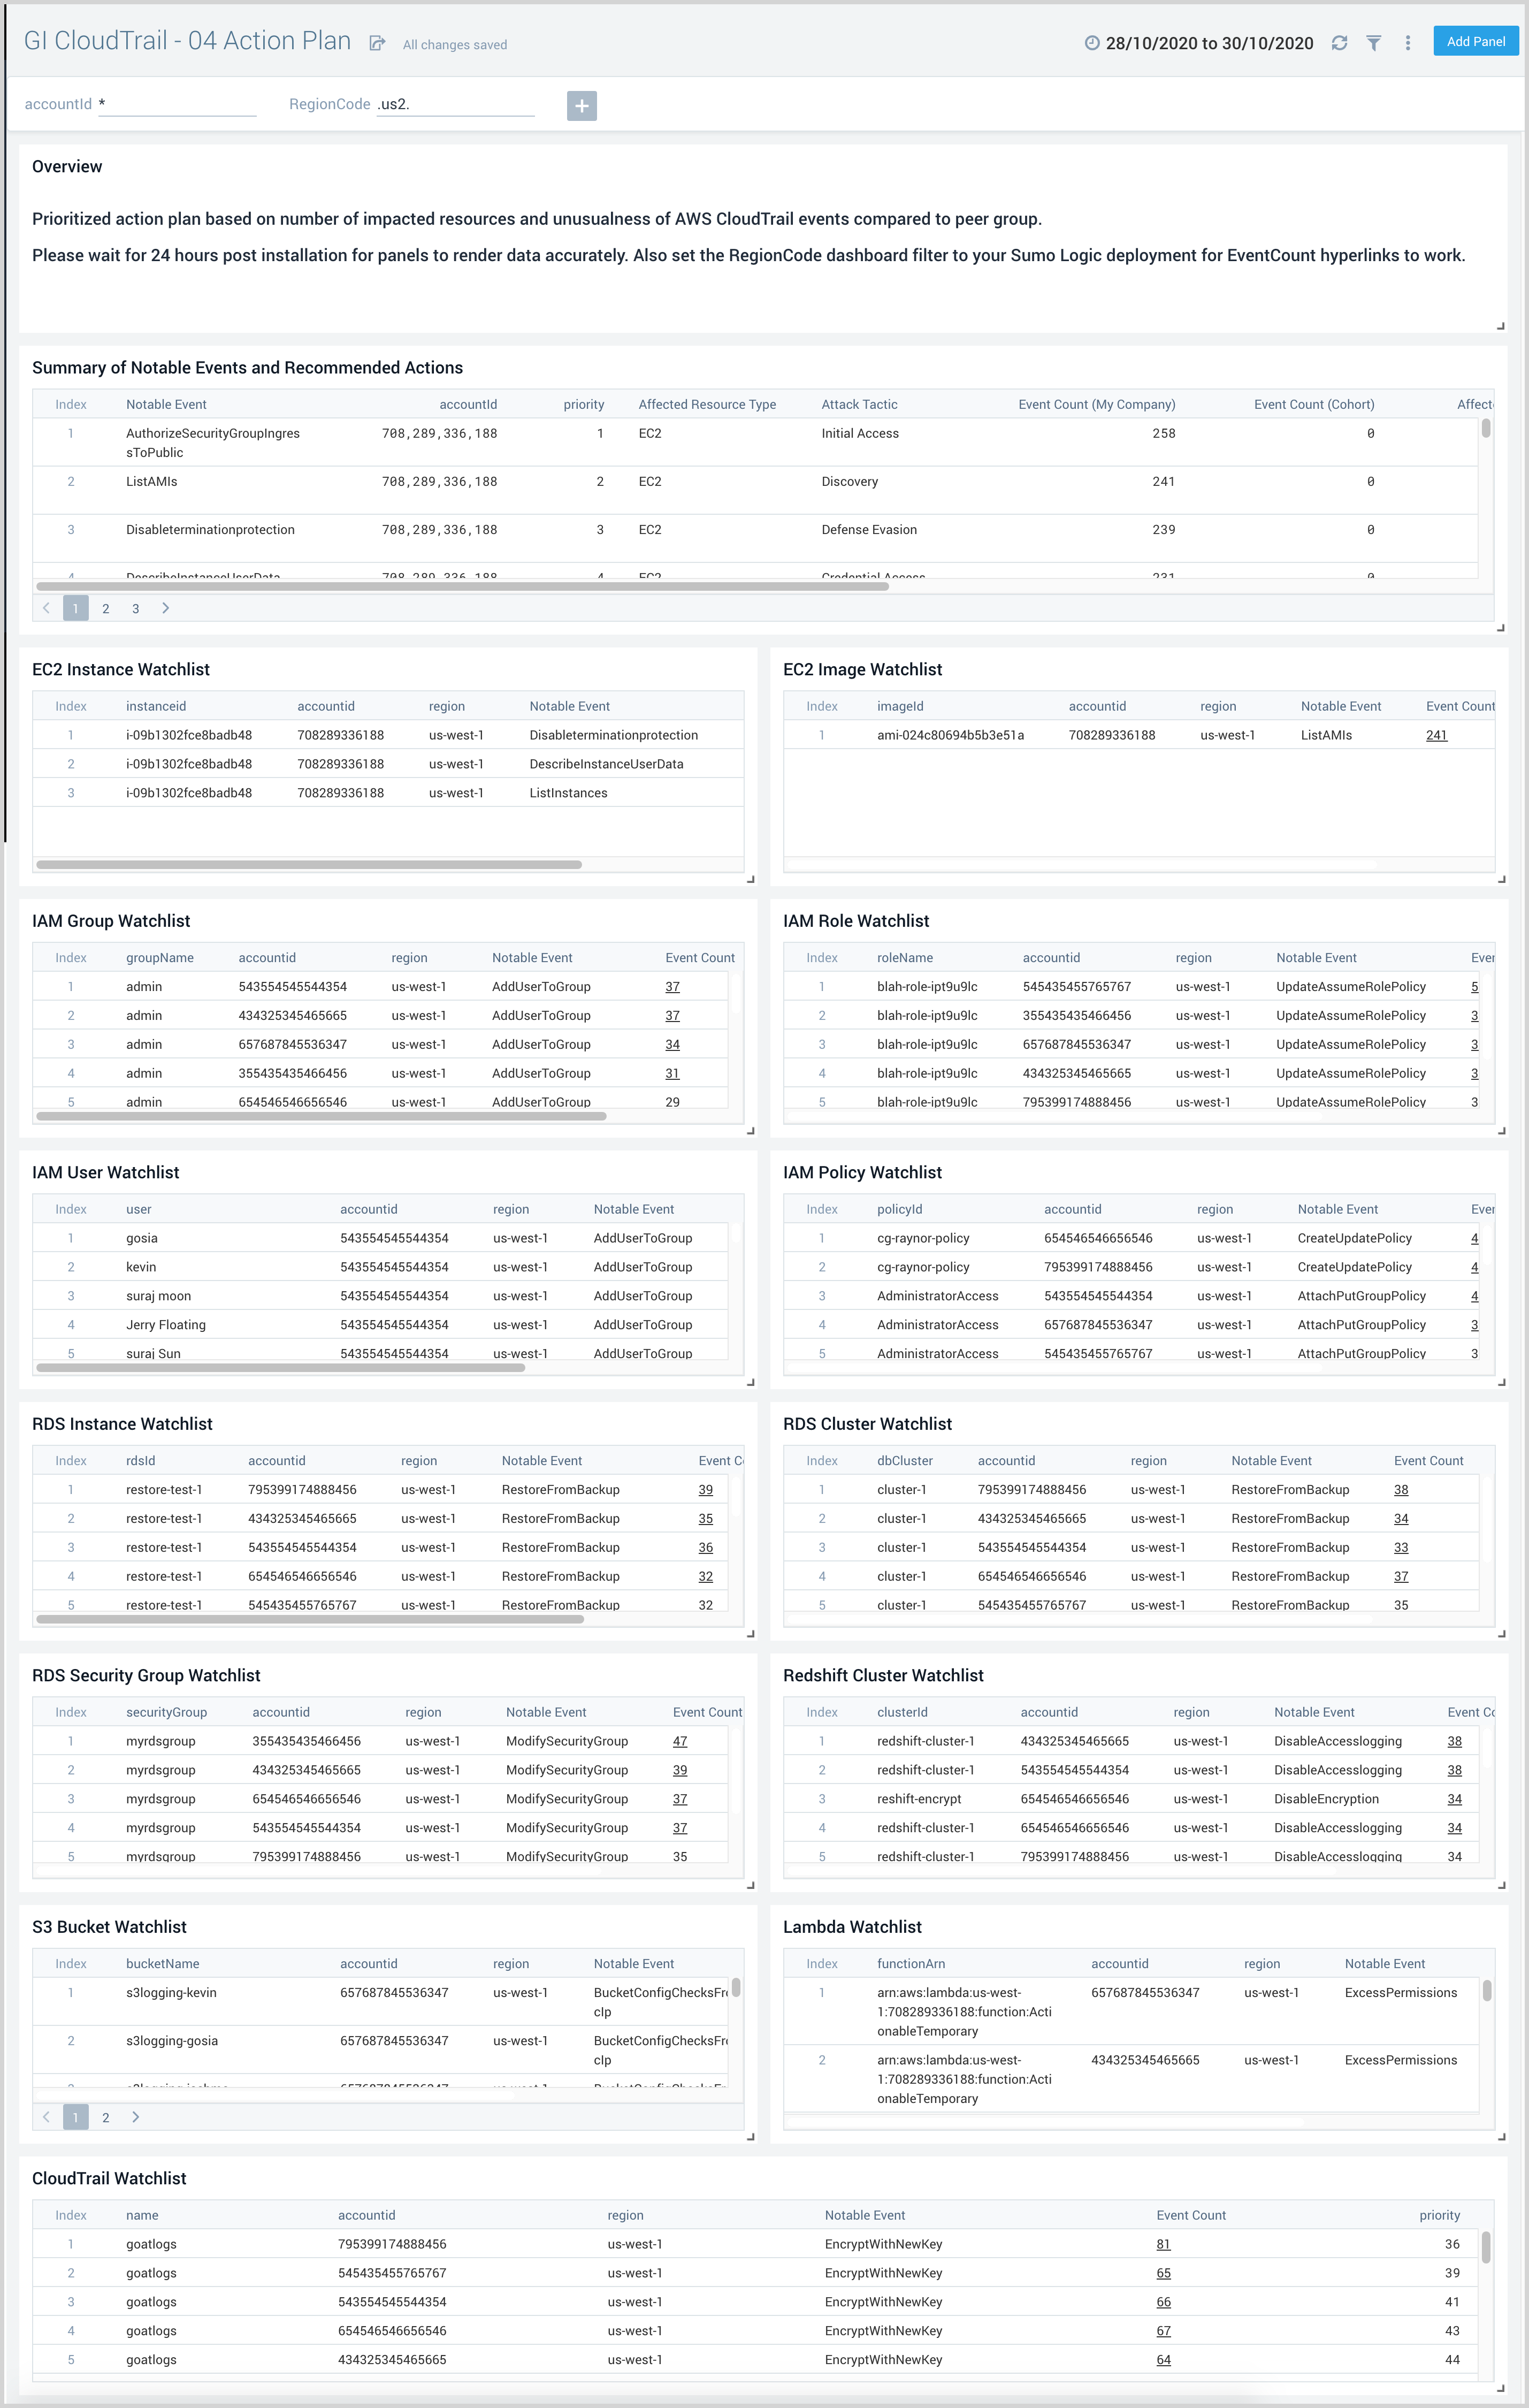 GI CloudTrail - 04 Action Plan All changes saved 28/10/2020 to 30/10/2020 Add Panel
accountId * RegionCode .us2. +
Overview
Prioritized action plan based on number of impacted resources and unusualness of AWS CloudTrail events compared to peer group.
Please wait for 24 hours post installation for panels to render data accurately. Also set the RegionCode dashboard filter to your Sumo Logic deployment for EventCount hyperlinks to work.
Summary of Notable Events and Recommended Actions
Index Notable Event accountId priority Affected Resource Type Attack Tactic Event Count (My Company) Event Count (Cohort) Affect
1 AuthorizeSecurityGroupIngres 708,289,336,188 1 EC2 Initial Access 258 0
sToPublic
2 ListAMIs 708,289,336,188 2 EC2 Discovery 241 0
3 Disableterminationprotection 708,289,336,188 3 EC2 Defense Evasion 239 0
4 DescribeInstanceUserData 708,289,336,188 4 EC2 Credential Access 231 0
1 2 3
EC2 Instance Watchlist
Index instanceid accountid region Notable Event
1 i-09b1302fce8badb48 708289336188 us-west-1 Disableterminationprotection
2 i-09b1302fce8badb48 708289336188 us-west-1 DescribeInstanceUserData
3 i-09b1302fce8badb48 708289336188 us-west-1 ListInstances
EC2 Image Watchlist
Index imageId accountid region Notable Event Event Count
1 ami-024c80694b5b3e51a 708289336188 us-west-1 ListAMIs 241
IAM Group Watchlist
Index groupName accountid region Notable Event Event Count
1 admin 543554545544354 us-west-1 AddUserToGroup 37
2 admin 434325345465665 us-west-1 AddUserToGroup 37
3 admin 657687845536347 us-west-1 AddUserToGroup 34
4 admin 355435435466456 us-west-1 AddUserToGroup 31
5 admin 654546546656546 us-west-1 AddUserToGroup 29
IAM Role Watchlist
Index roleName accountid region Notable Event Ever
1 blah-role-ipt9u9lc 545435455765767 us-west-1 UpdateAssumeRolePolicy 5
2 blah-role-ipt9u9lc 355435435466456 us-west-1 UpdateAssumeRolePolicy 3
3 blah-role-ipt9u9lc 657687845536347 us-west-1 UpdateAssumeRolePolicy 3
4 blah-role-ipt9u9lc 434325345465665 us-west-1 UpdateAssumeRolePolicy 3
5 blah-role-ipt9u9lc 795399174888456 us-west-1 UpdateAssumeRolePolicy 3
IAM User Watchlist
Index user accountid region Notable Event
1 gosia 543554545544354 us-west-1 AddUserToGroup
2 kevin 543554545544354 us-west-1 AddUserToGroup
3 suraj moon 543554545544354 us-west-1 AddUserToGroup
4 Jerry Floating 543554545544354 us-west-1 AddUserToGroup
5 suraj Sun 543554545544354 us-west-1 AddUserToGroup
IAM Policy Watchlist
Index policyId accountid region Notable Event Ever
1 cg-raynor-policy 654546546656546 us-west-1 CreateUpdatePolicy 4
2 cg-raynor-policy 795399174888456 us-west-1 CreateUpdatePolicy 4
3 AdministratorAccess 543554545544354 us-west-1 AttachPutGroupPolicy 4
4 AdministratorAccess 657687845536347 us-west-1 AttachPutGroupPolicy 3
5 AdministratorAccess 545435455765767 us-west-1 AttachPutGroupPolicy 3
RDS Instance Watchlist
Index rdsId accountid region Notable Event Event C
1 restore-test-1 795399174888456 us-west-1 RestoreFromBackup 39
2 restore-test-1 434325345465665 us-west-1 RestoreFromBackup 35
3 restore-test-1 543554545544354 us-west-1 RestoreFromBackup 36
4 restore-test-1 654546546656546 us-west-1 RestoreFromBackup 32
5 restore-test-1 545435455765767 us-west-1 RestoreFromBackup 32
RDS Cluster Watchlist
Index dbCluster accountid region Notable Event Event Count
1 cluster-1 795399174888456 us-west-1 RestoreFromBackup 38
2 cluster-1 434325345465665 us-west-1 RestoreFromBackup 34
3 cluster-1 543554545544354 us-west-1 RestoreFromBackup 33
4 cluster-1 654546546656546 us-west-1 RestoreFromBackup 37
5 cluster-1 545435455765767 us-west-1 RestoreFromBackup 35
RDS Security Group Watchlist
Index securityGroup accountid region Notable Event Event Count
1 myrdsgroup 355435435466456 us-west-1 ModifySecurityGroup 47
2 myrdsgroup 434325345465665 us-west-1 ModifySecurityGroup 39
3 myrdsgroup 654546546656546 us-west-1 ModifySecurityGroup 37
4 myrdsgroup 543554545544354 us-west-1 ModifySecurityGroup 37
5 myrdsgroup 795399174888456 us-west-1 ModifySecurityGroup 35
Redshift Cluster Watchlist
Index clusterId accountid region Notable Event Event Cc
1 redshift-cluster-1 434325345465665 us-west-1 DisableAccesslogging 38
2 redshift-cluster-1 543554545544354 us-west-1 DisableAccesslogging 38
3 reshift-encrypt 654546546656546 us-west-1 DisableEncryption 34
4 redshift-cluster-1 654546546656546 us-west-1 DisableAccesslogging 34
5 redshift-cluster-1 795399174888456 us-west-1 DisableAccesslogging 34
S3 Bucket Watchlist
Index bucketName accountid region Notable Event
1 s3logging-kevin 657687845536347 us-west-1 BucketConfigChecksFr
cIp
2 s3logging-gosia 657687845536347 us-west-1 BucketConfigChecksFr
cIp
1 2
Lambda Watchlist
Index functionArn accountid region Notable Event
1 arn:aws:lambda:us-west- 657687845536347 us-west-1 ExcessPermissions
1:708289336188:function:Acti
onableTemporary
2 arn:aws:lambda:us-west- 434325345465665 us-west-1 ExcessPermissions
1:708289336188:function:Acti
onableTemporary
CloudTrail Watchlist
Index name accountid region Notable Event Event Count priority
1 goatlogs 795399174888456 us-west-1 EncryptWithNewKey 81 36
2 goatlogs 545435455765767 us-west-1 EncryptWithNewKey 65 39
3 goatlogs 543554545544354 us-west-1 EncryptWithNewKey 66 41
4 goatlogs 654546546656546 us-west-1 EncryptWithNewKey 67 43
5 goatlogs 434325345465665 us-west-1 EncryptWithNewKey 64 44